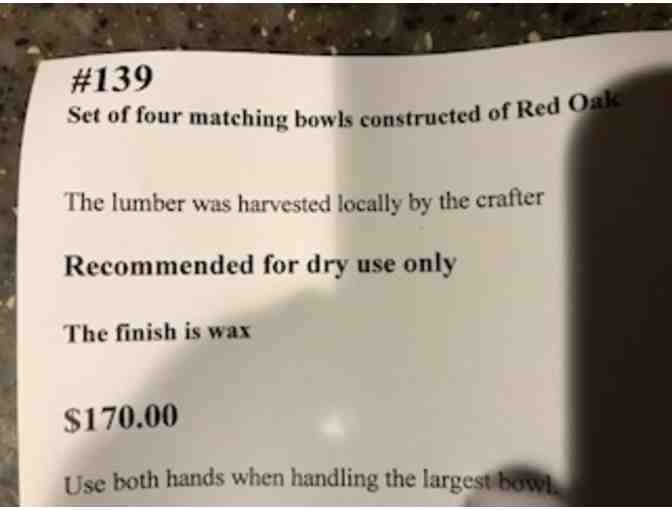 #139
Set of four matching bowls constructed of Red Oak
The lumber was harvested locally by the crafter
Recommended for dry use only
The finish is wax
$170.00
Use both hands when handling the largest bowl.